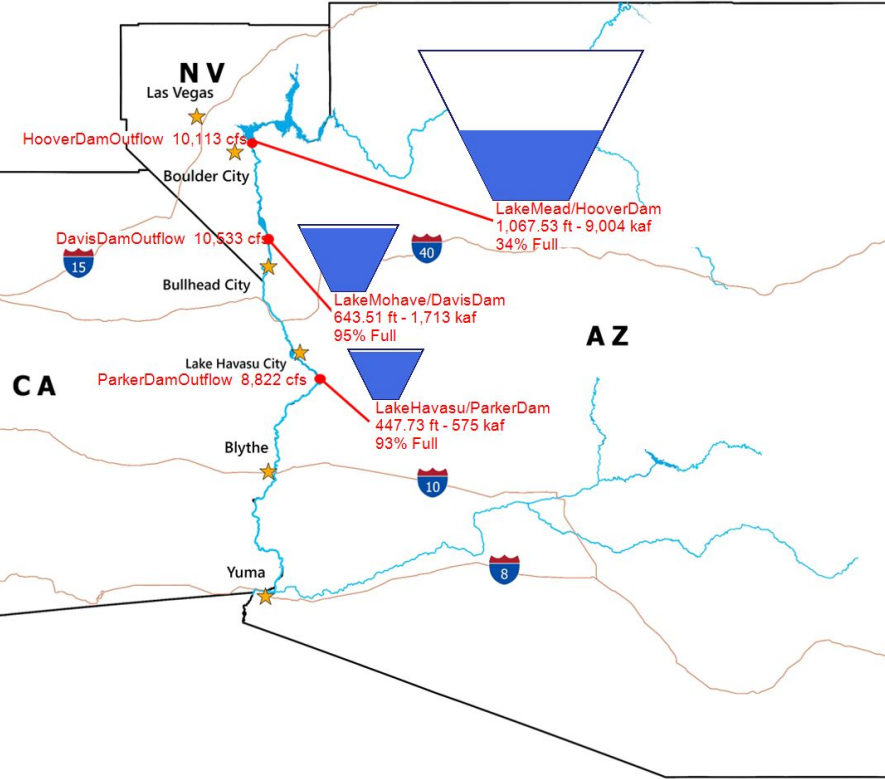 NV
Las Vegas
HooverDamOutflow 10,113 cfs
Boulder City
LakeMead/HooverDam
1,067.53 ft - 9,004 kaf
34% Full
DavisDamOutflow 10,533 cfs
15
40
Bullhead City
LakeMohave/DavisDam
643.51 ft - 1,713 kaf
95% Full
AZ
Lake Havasu City
CA
ParkerDamOutflow 8,822 cfs
LakeHavasu/ParkerDam
447.73 ft - 575 kaf
93% Full
Blythe
10
Yuma
8